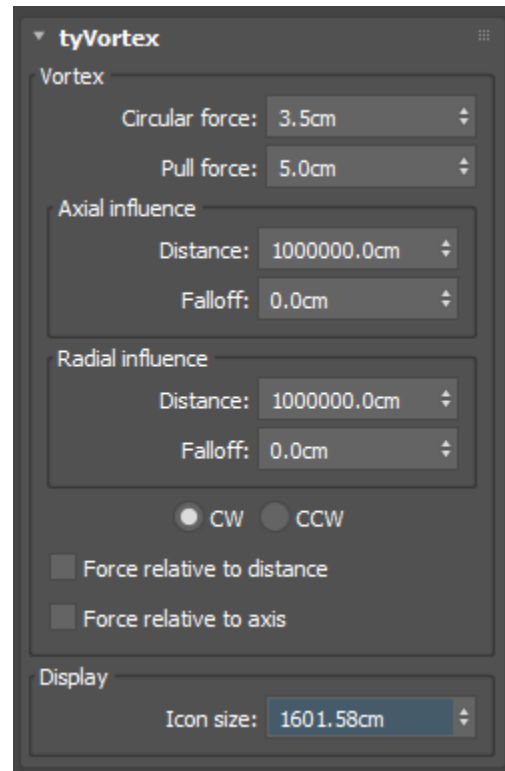 tyVortex
Vortex
Circular force: 3.5cm
Pull force: 5.0cm
Axial influence
Distance: 1000000.0cm
Falloff: 0.0cm
Radial influence
Distance: 1000000.0cm
Falloff: 0.0cm
CW CCW
Force relative to distance
Force relative to axis
Display
Icon size: 1601.58cm